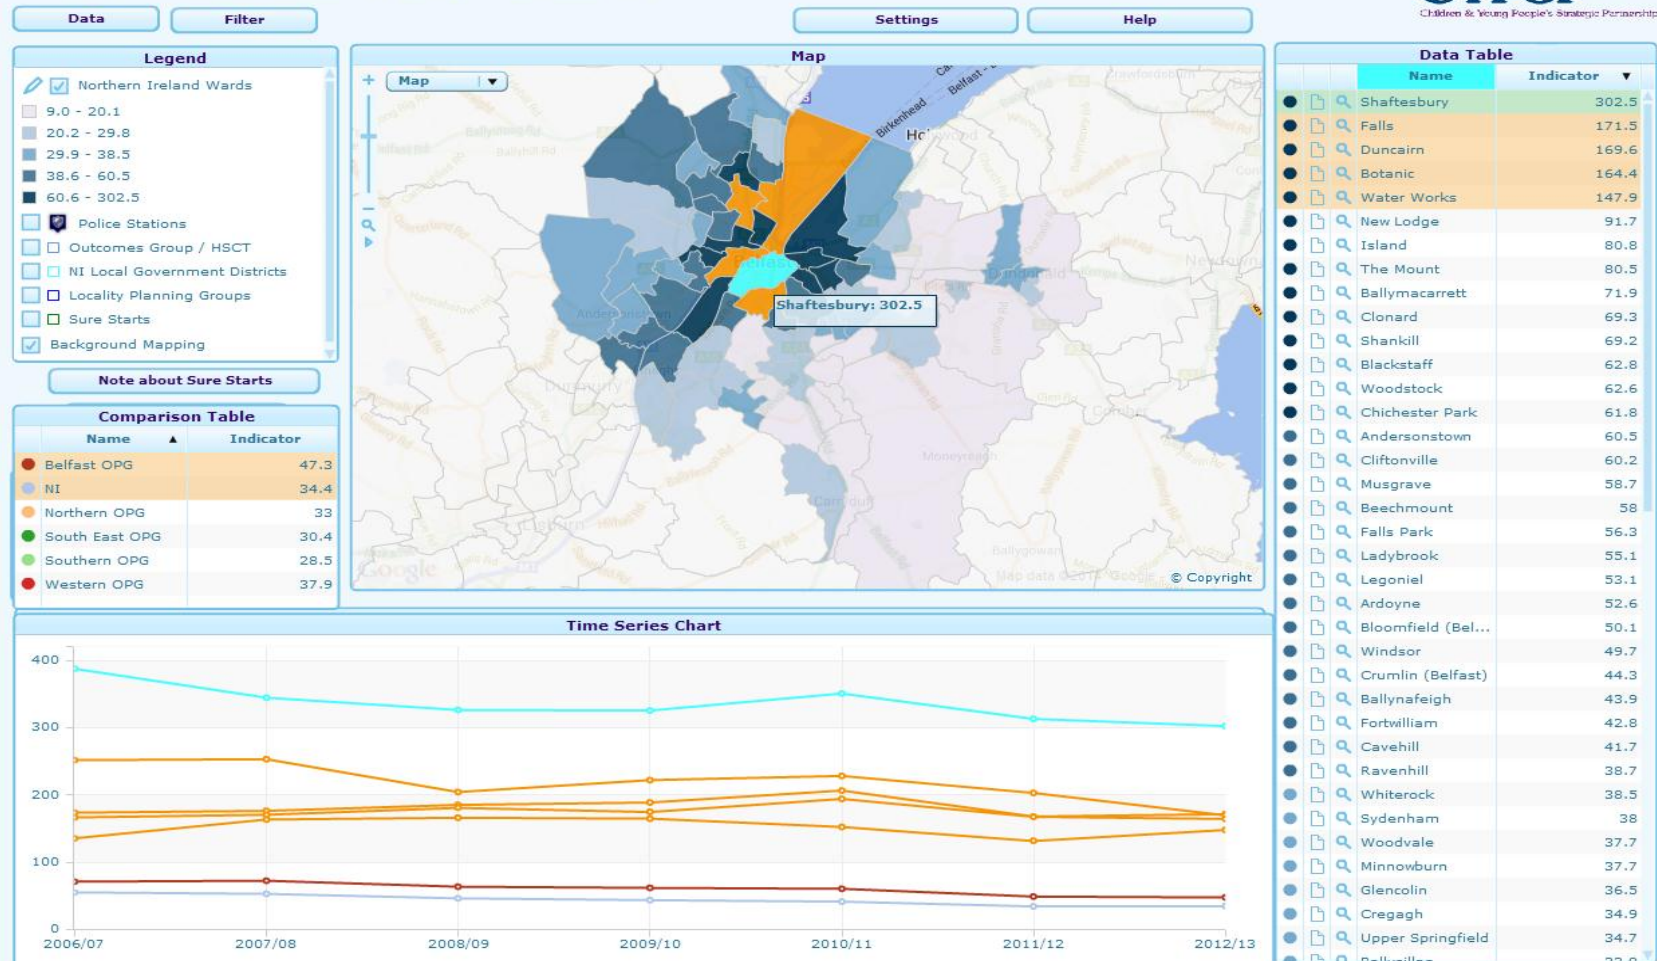 Data
Filter
Settings
Help
Children & Young People's Strategic Partnership
Legend
Northern Ireland Wards
9.0 - 20.1
20.2 - 29.8
29.9 - 38.5
38.6 - 60.5
60.6 - 302.5
Police Stations
Outcomes Group / HSCT
NI Local Government Districts
Locality Planning Groups
Sure Starts
Background Mapping
Note about Sure Starts
Comparison Table
Name ▲ Indicator
Belfast OPG 47.3
NI 34.4
Northern OPG 33
South East OPG 30.4
Southern OPG 28.5
Western OPG 37.9
Map
Map ▼
Belfast -
Birkenhead
Belfast
Shaftesbury: 302.5
Dundonald
Dunmurry
Moneyreagh
Carryduff
Lisburn
Comber
Ballygowan
Google
© Copyright
Time Series Chart
400
300
200
100
0
2006/07 2007/08 2008/09 2009/10 2010/11 2011/12 2012/13
Data Table
Name Indicator ▼
Shaftesbury 302.5
Falls 171.5
Duncairn 169.6
Botanic 164.4
Water Works 147.9
New Lodge 91.7
Island 80.8
The Mount 80.5
Ballymacarrett 71.9
Clonard 69.3
Shankill 69.2
Blackstaff 62.8
Woodstock 62.6
Chichester Park 61.8
Andersonstown 60.5
Cliftonville 60.2
Musgrave 58.7
Beechmount 58
Falls Park 56.3
Ladybrook 55.1
Legoniel 53.1
Ardoyne 52.6
Bloomfield (Bel... 50.1
Windsor 49.7
Crumlin (Belfast) 44.3
Ballynafeigh 43.9
Fortwilliam 42.8
Cavehill 41.7
Ravenhill 38.7
Whiterock 38.5
Sydenham 38
Woodvale 37.7
Minnowburn 37.7
Glencolin 36.5
Cregagh 34.9
Upper Springfield 34.7